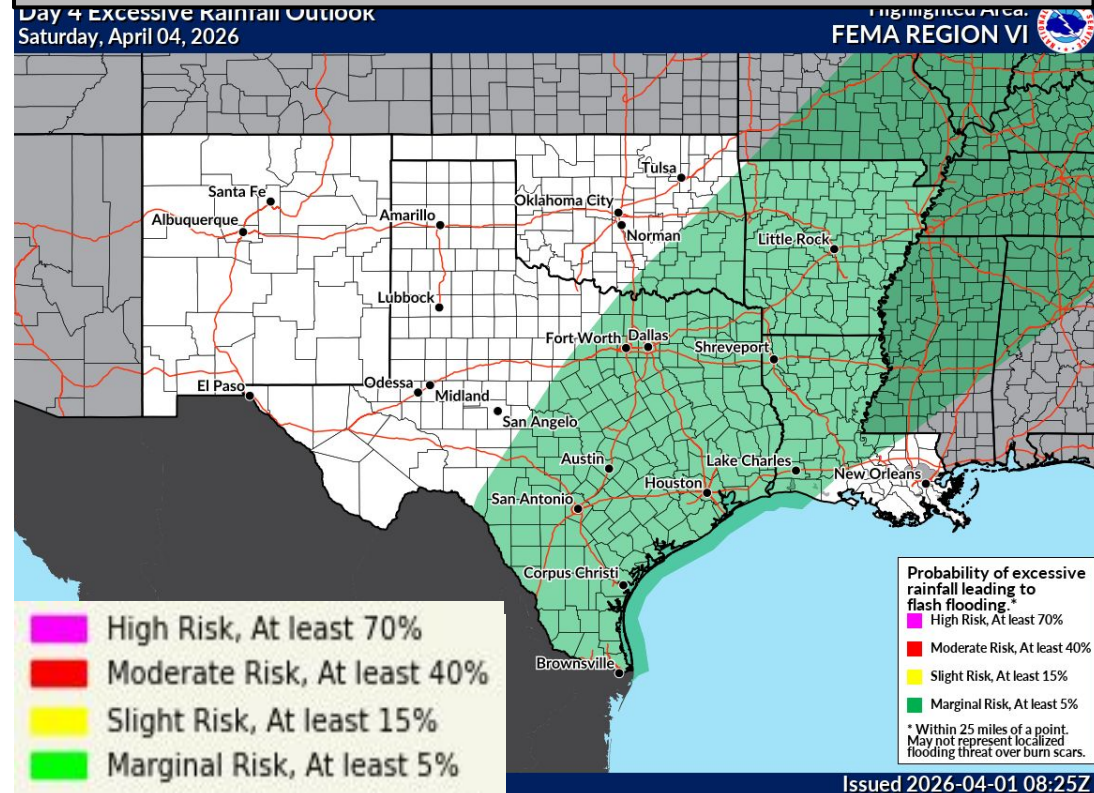 Day 4 Excessive Rainfall Outlook
Saturday, April 04, 2026
Highlighted Area:
FEMA REGION VI
NATIONAL
SERVICE
Tulsa
Santa Fe
Oklahoma City
Albuquerque
Amarillo
Norman
Little Rock
Lubbock
Fort Worth
Dallas
Shreveport
El Paso
Odessa
Midland
San Angelo
Austin
Lake Charles
Houston
New Orleans
San Antonio
Corpus Christi
Brownsville
High Risk, At least 70%
Moderate Risk, At least 40%
Slight Risk, At least 15%
Marginal Risk, At least 5%
Probability of excessive
rainfall leading to
flash flooding.*
High Risk, At least 70%
Moderate Risk, At least 40%
Slight Risk, At least 15%
Marginal Risk, At least 5%
* Within 25 miles of a point.
May not represent localized
flooding threat over burn scars.
Issued 2026-04-01 08:25Z